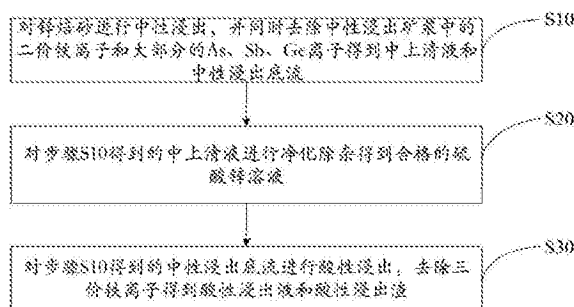 对锌焙砂进行中性浸出，并同时去除中性浸出矿浆中的
S10
二价铁离子和大部分的As、Sb、Ge离子得到中上清液和
中性浸出底流
S20
对步骤S10得到的中上清液进行净化除杂得到合格的硫
酸锌溶液
S30
对步骤S10得到的中性浸出底流进行酸性浸出，去除三
价铁离子得到酸性浸出液和酸性浸出渣